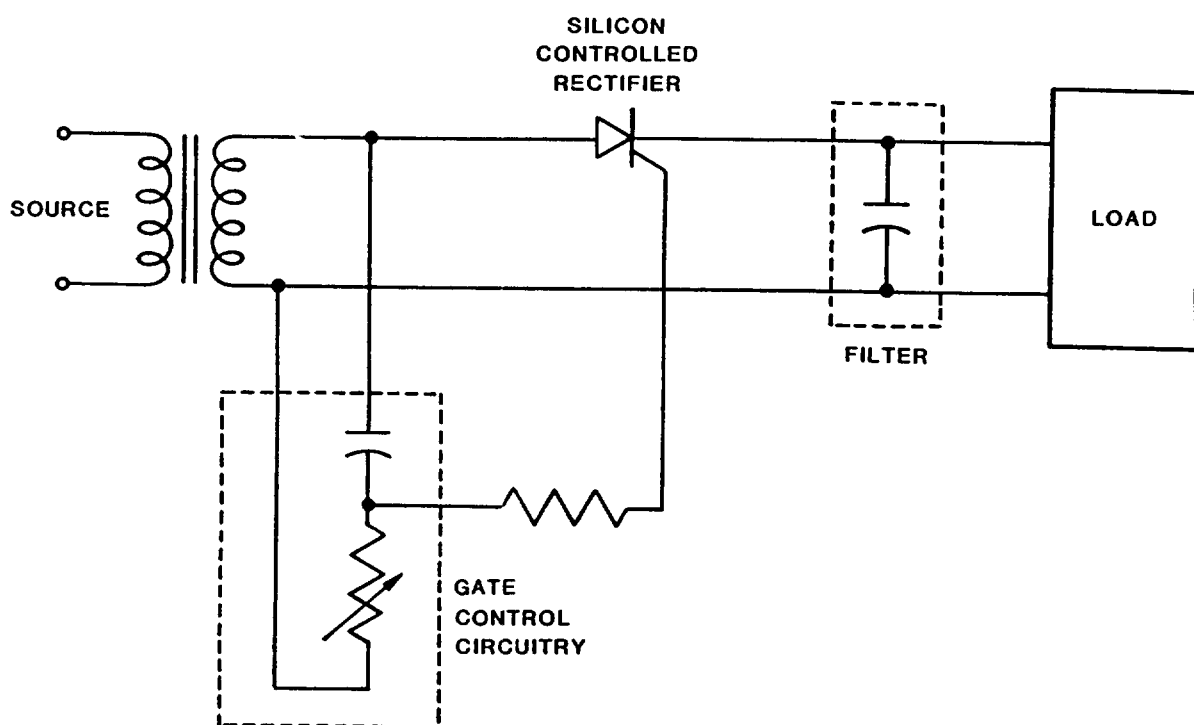 SILICON
CONTROLLED
RECTIFIER
SOURCE
LOAD
FILTER
GATE
CONTROL
CIRCUITRY